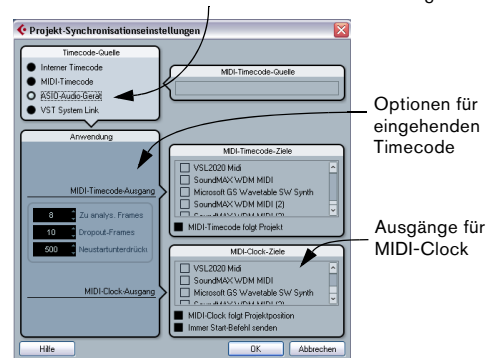 Projekt-Synchronisationseinstellungen
Timecode-Quelle
Interner Timecode
MIDI-Timecode
ASIO-Audio-Gerät
VST System Link
MIDI-Timecode-Quelle
Optionen für
eingehenden
Timecode
Anwendung
MIDI-Timecode-Ausgang
8 Zu analys. Frames
10 Dropout-Frames
500 Neustartunterdrück
MIDI-Clock-Ausgang
MIDI-Timecode-Ziele
VSL2020 Midi
SoundMAX WDM MIDI
Microsoft GS Wavetable SW Synth
SoundMAX WDM MIDI (2)
MIDI-Timecode folgt Projekt
Ausgänge für
MIDI-Clock
MIDI-Clock-Ziele
VSL2020 Midi
SoundMAX WDM MIDI
Microsoft GS Wavetable SW Synth
MIDI-Clock folgt Projektposition
Immer Start-Befehl senden
Hilfe
OK
Abbrechen